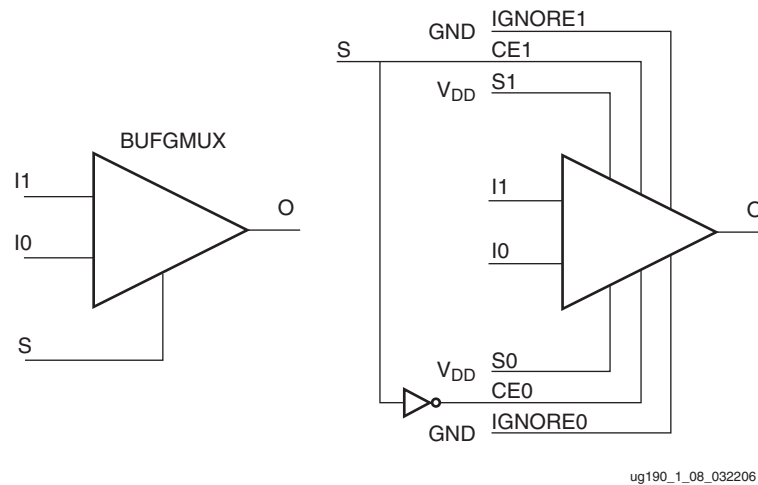 BUFGMUX
I1
I0
S
O
S
GND IGNORE1
CE1
VDD S1
I1
I0
O
VDD S0
CE0
GND IGNORE0
ug190_1_08_032206